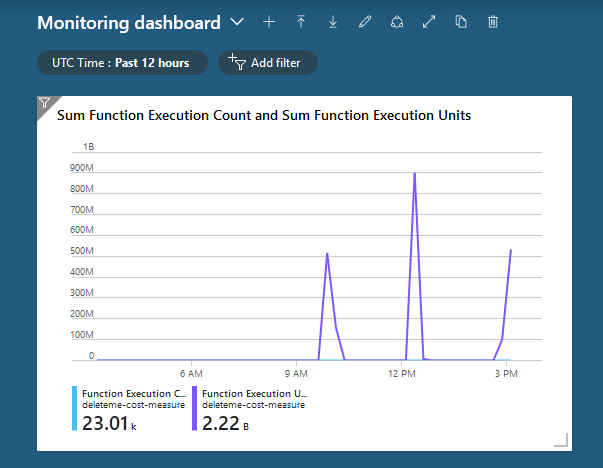 Monitoring dashboard
UTC Time : Past 12 hours
Add filter
Sum Function Execution Count and Sum Function Execution Units
1B
900M
800M
700M
600M
500M
400M
300M
200M
100M
0
6 AM
9 AM
12 PM
3 PM
Function Execution C...
deleteme-cost-measure
23.01 k
Function Execution U...
deleteme-cost-measure
2.22 B